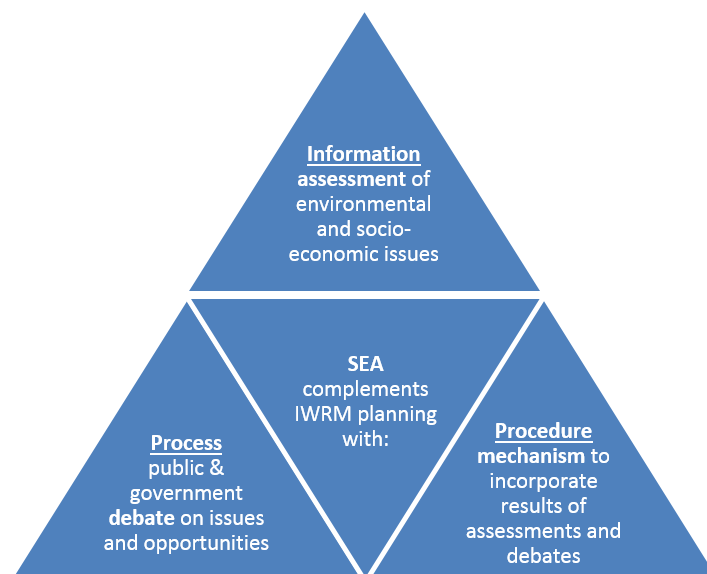 Information
assessment of
environmental
and socio-
economic issues
SEA
complements
IWRM planning
with:
Process
public &
government
debate on issues
and opportunities
Procedure
mechanism to
incorporate
results of
assessments and
debates